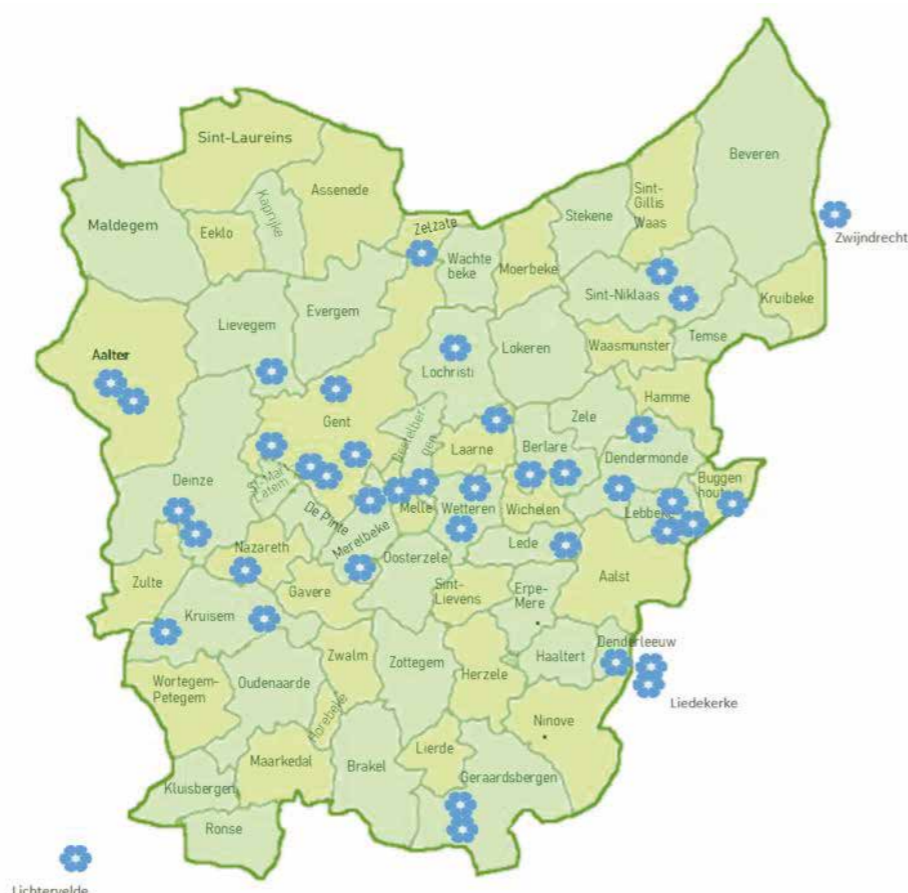 Sint-Laureins
Assenede
Kaprijke
Maldegem
Eeklo
Zelzate
Wachte
beke
Moerbeke
Stekene
Sint-
Gillis
Waas
Beveren
Zwijndrecht
Lievegem
Evergem
Sint-Niklaas
Kruibeke
Temse
Aalter
Lochristi
Lokeren
Waasmunster
Hamme
Gent
Zele
Laarne
Berlare
Dendermonde
Deinze
St.Mart.
Latem
De Pinte
Merelbeke
Melle
Wetteren
Wichelen
Lebbeke
Buggen
hout
Nazareth
Oosterzele
Lede
Aalst
Zulte
Gavere
Sint-
Lievens
Erpe-
Mere
Kruisem
Zwalm
Zottegem
Herzele
Haaltert
Denderleeuw
Liedekerke
Wortegem-
Petegem
Oudenaarde
Horebeke
Ninove
Maarkedal
Brakel
Lierde
Geraardsbergen
Kluisbergen
Ronse
Lichtervelde